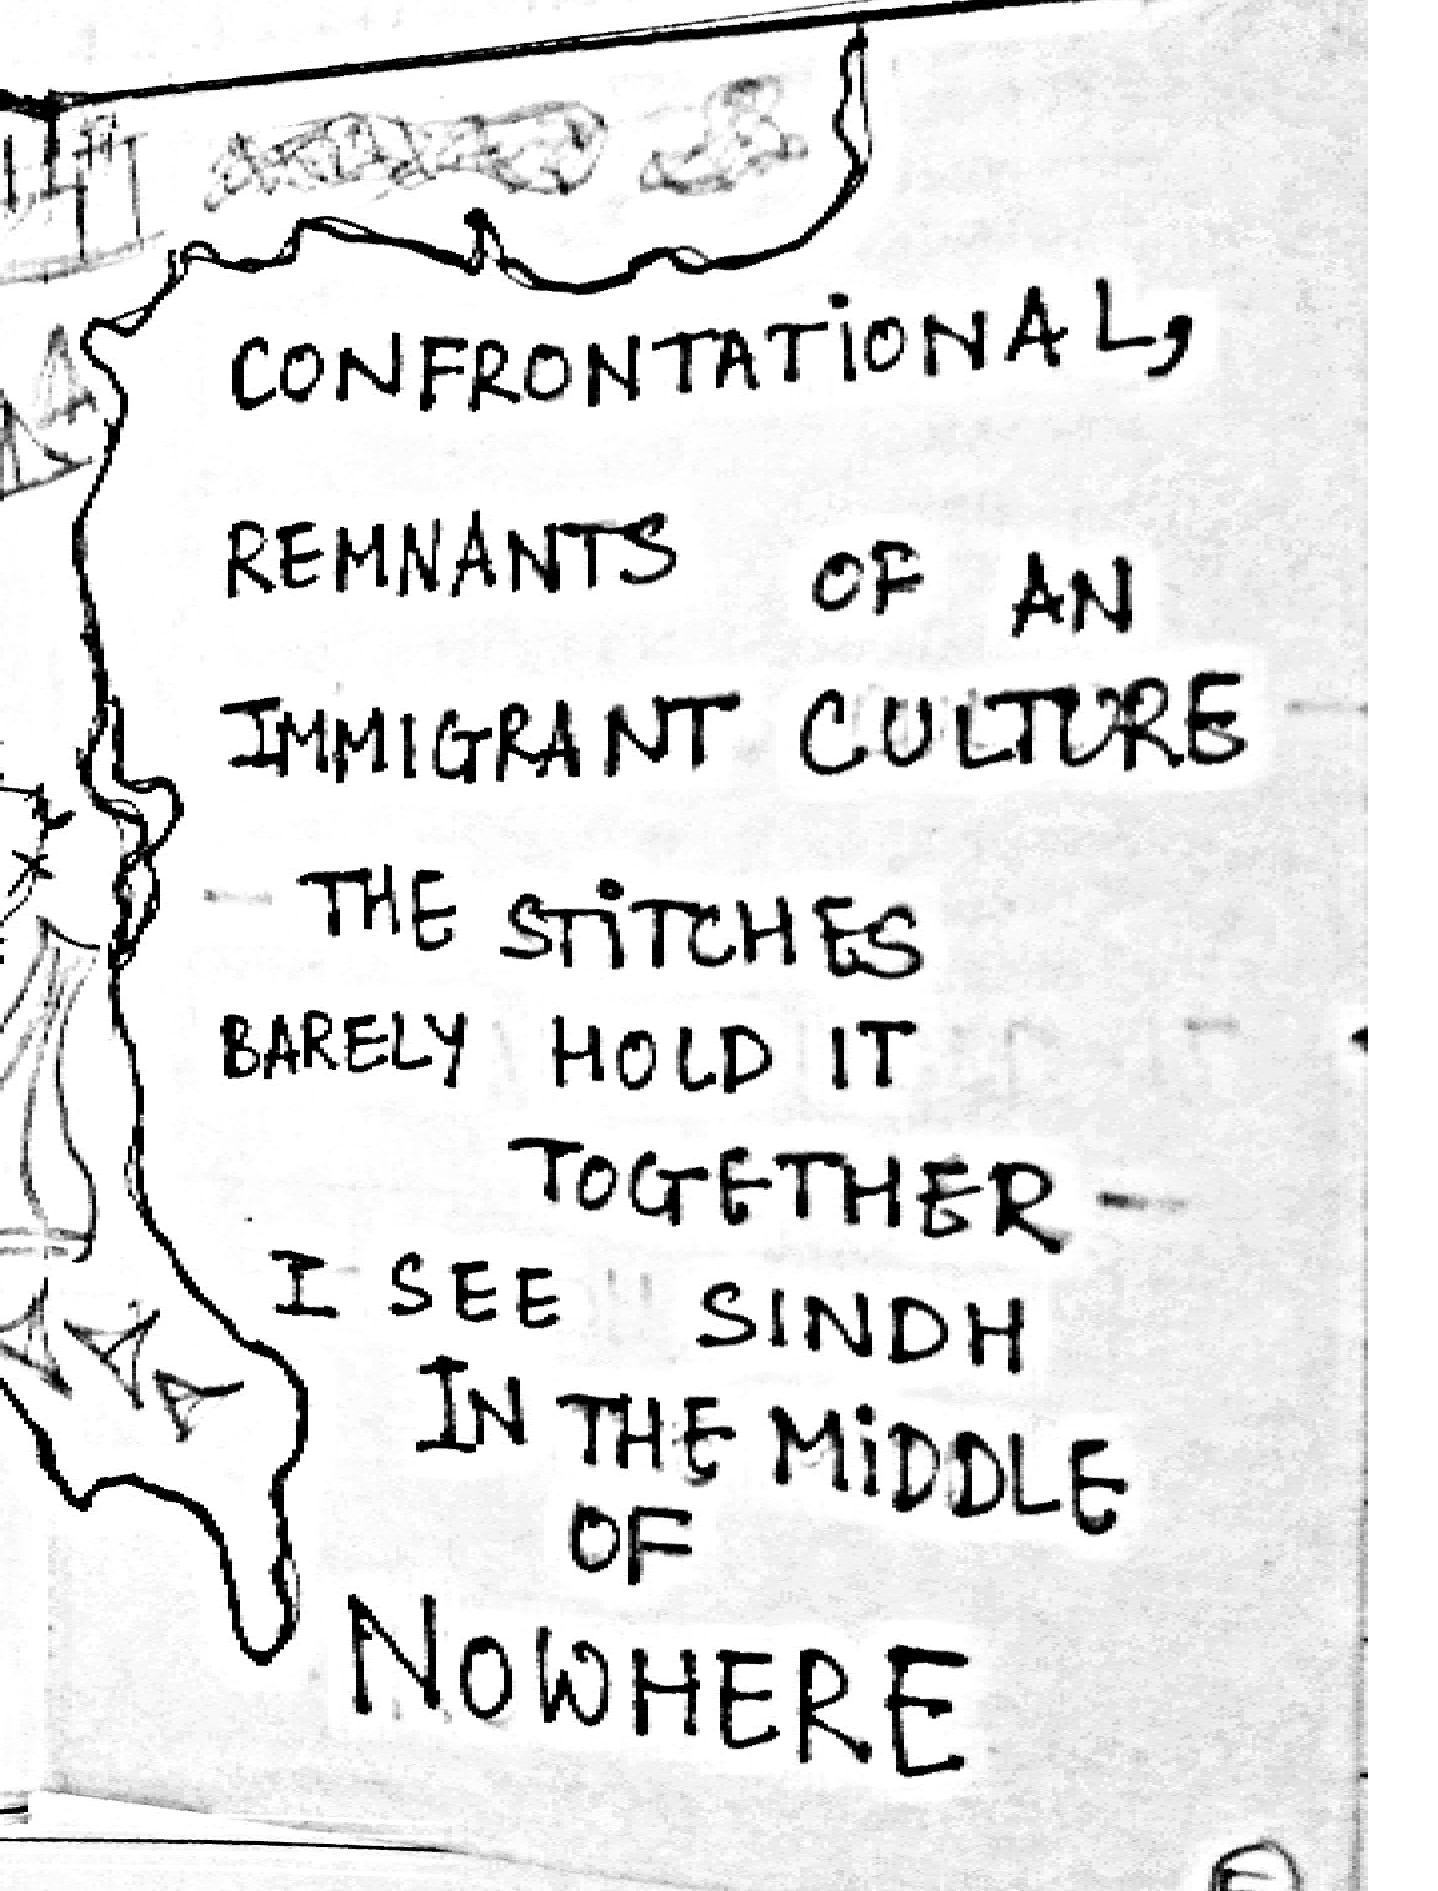 CONFRONTATIONAL,
REMNANTS OF AN
IMMIGRANT CULTURE
THE STITCHES
BARELY HOLD IT
TOGETHER -
I SEE SINDH
IN THE MIDDLE
OF
NOWHERE